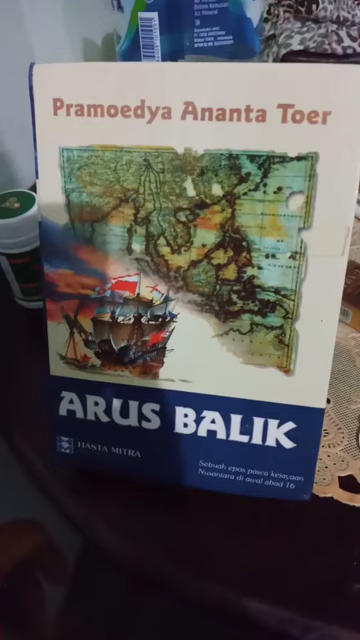 Pramoedya Ananta Toer
ARUS BALIK
HASTA MITRA
Sebuah epos pasca kejayaan
Nusantara di awal abad 16